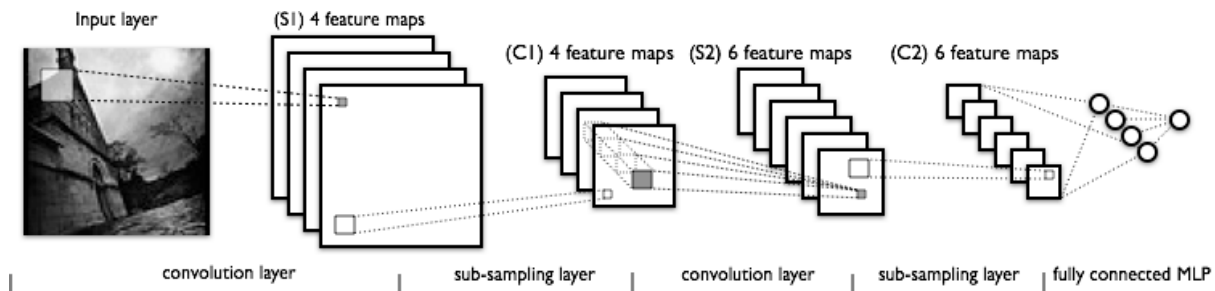 Input layer
(S1) 4 feature maps
(C1) 4 feature maps
(S2) 6 feature maps
(C2) 6 feature maps
convolution layer
sub-sampling layer
convolution layer
sub-sampling layer
fully connected MLP